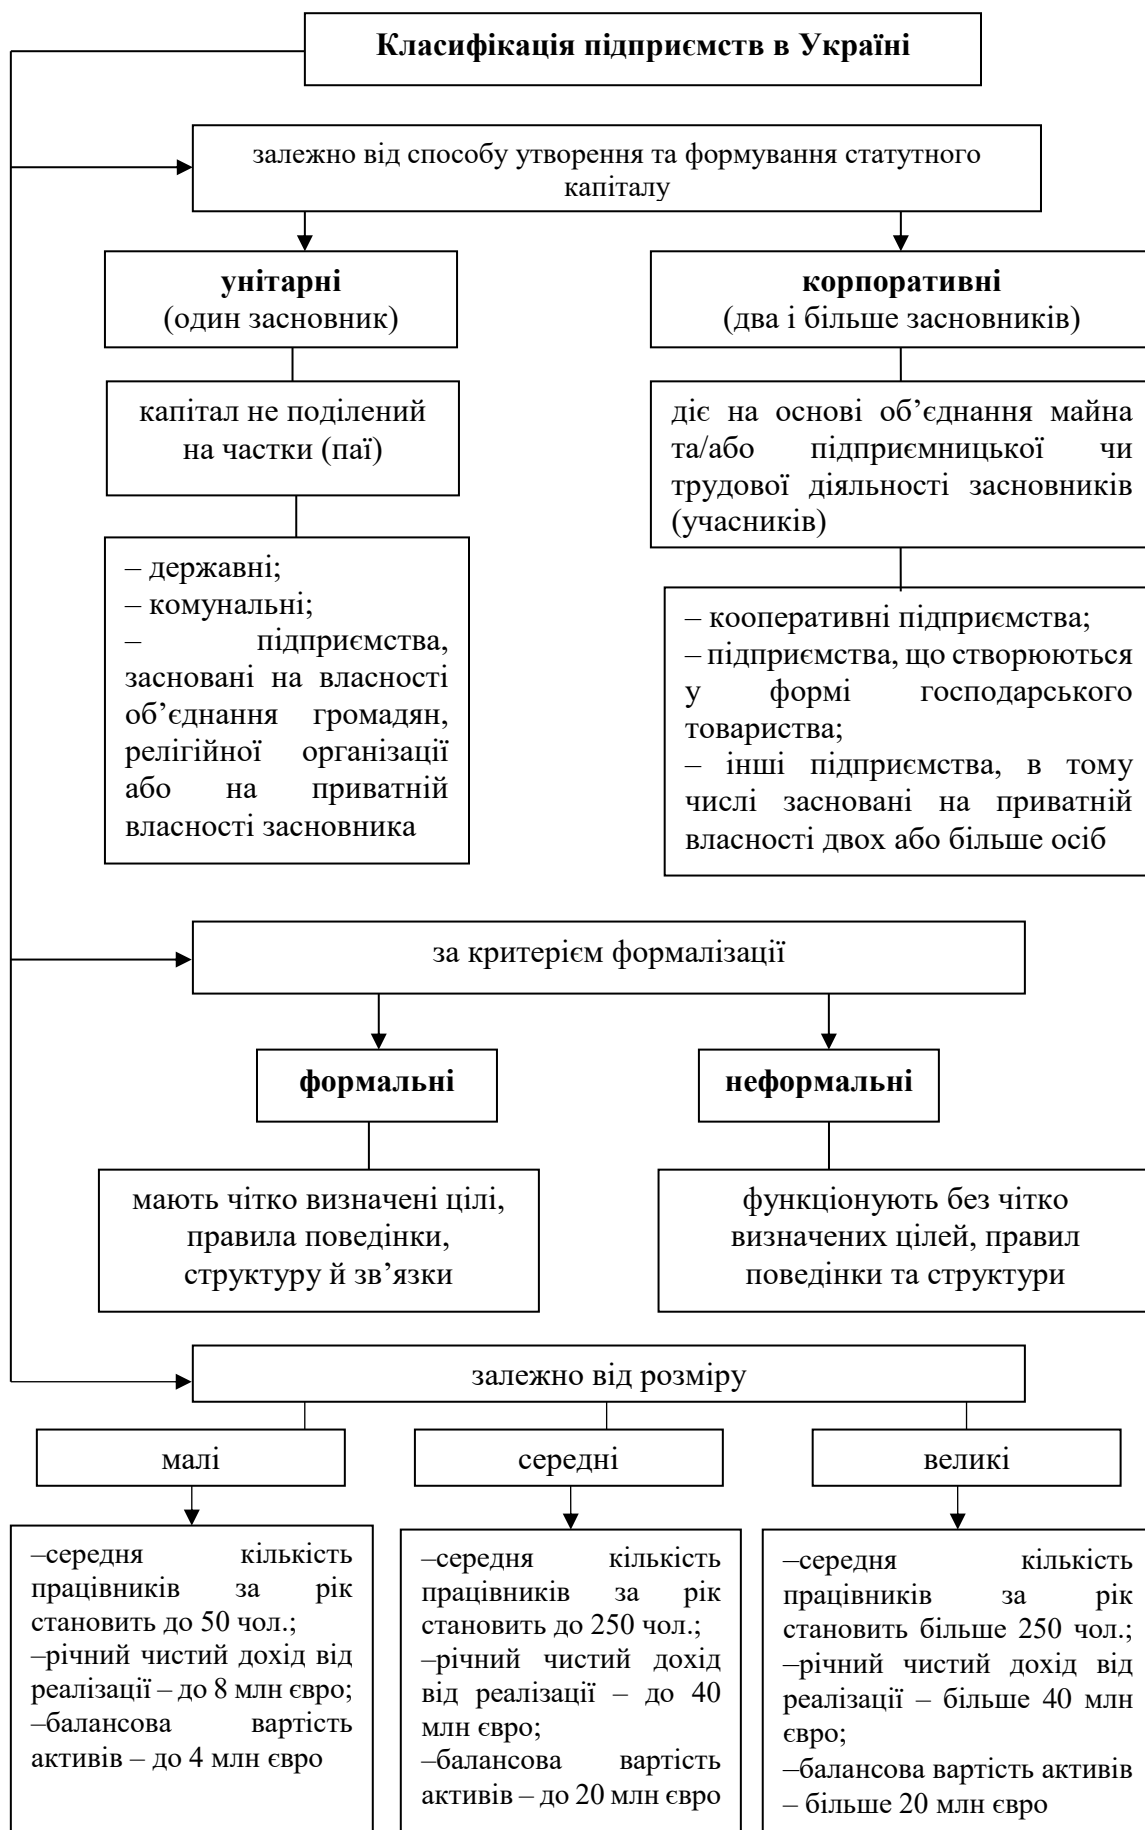 Класифікація підприємств в Україні
залежно від способу утворення та формування статутного
капіталу
унітарні
(один засновник)
корпоративні
(два і більше засновників)
капітал не поділений
на частки (паї)
діє на основі об’єднання майна
та/або підприємницької чи
трудової діяльності засновників
(учасників)
– державні;
– комунальні;
– підприємства,
засновані на власності
об’єднання громадян,
релігійної організації
або на приватній
власності засновника
– кооперативні підприємства;
– підприємства, що створюються
у формі господарського
товариства;
– інші підприємства, в тому
числі засновані на приватній
власності двох або більше осіб
за критерієм формалізації
формальні
неформальні
мають чітко визначені цілі,
правила поведінки,
структуру й зв’язки
функціонують без чітко
визначених цілей, правил
поведінки та структури
залежно від розміру
малі
середні
великі
–середня кількість
працівників за рік
становить до 50 чол.;
–річний чистий дохід від
реалізації – до 8 млн євро;
–балансова вартість
активів – до 4 млн євро
–середня кількість
працівників за рік
становить до 250 чол.;
–річний чистий дохід
від реалізації – до 40
млн євро;
–балансова вартість
активів – до 20 млн євро
–середня кількість
працівників за рік
становить більше 250 чол.;
–річний чистий дохід від
реалізації – більше 40 млн
євро;
–балансова вартість активів
– більше 20 млн євро